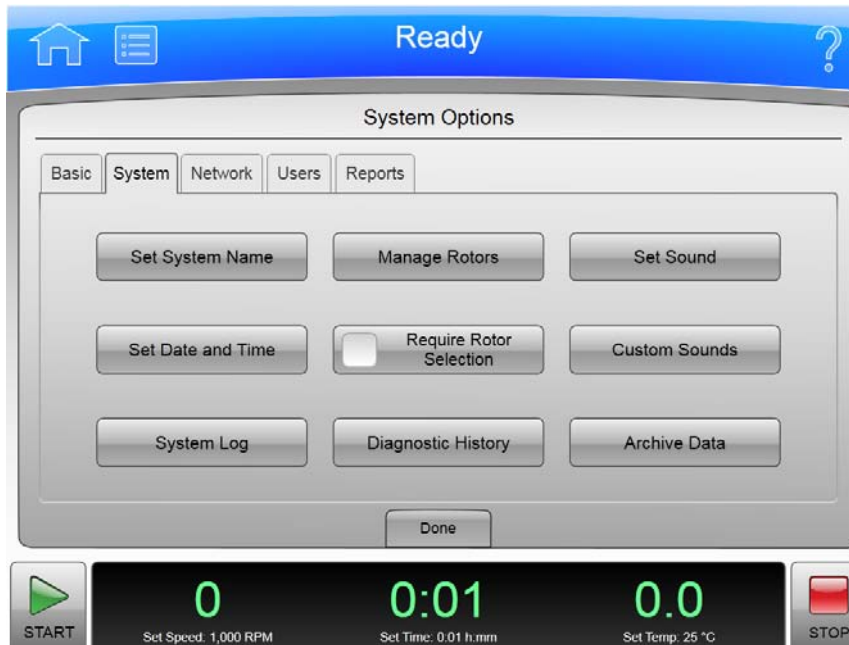 Ready
System Options
Basic System Network Users Reports
Set System Name Manage Rotors Set Sound
Set Date and Time Require Rotor Selection Custom Sounds
System Log Diagnostic History Archive Data
Done
START 0 0:01 0.0 STOP
Set Speed: 1,000 RPM Set Time: 0:01 h:mm Set Temp: 25 °C